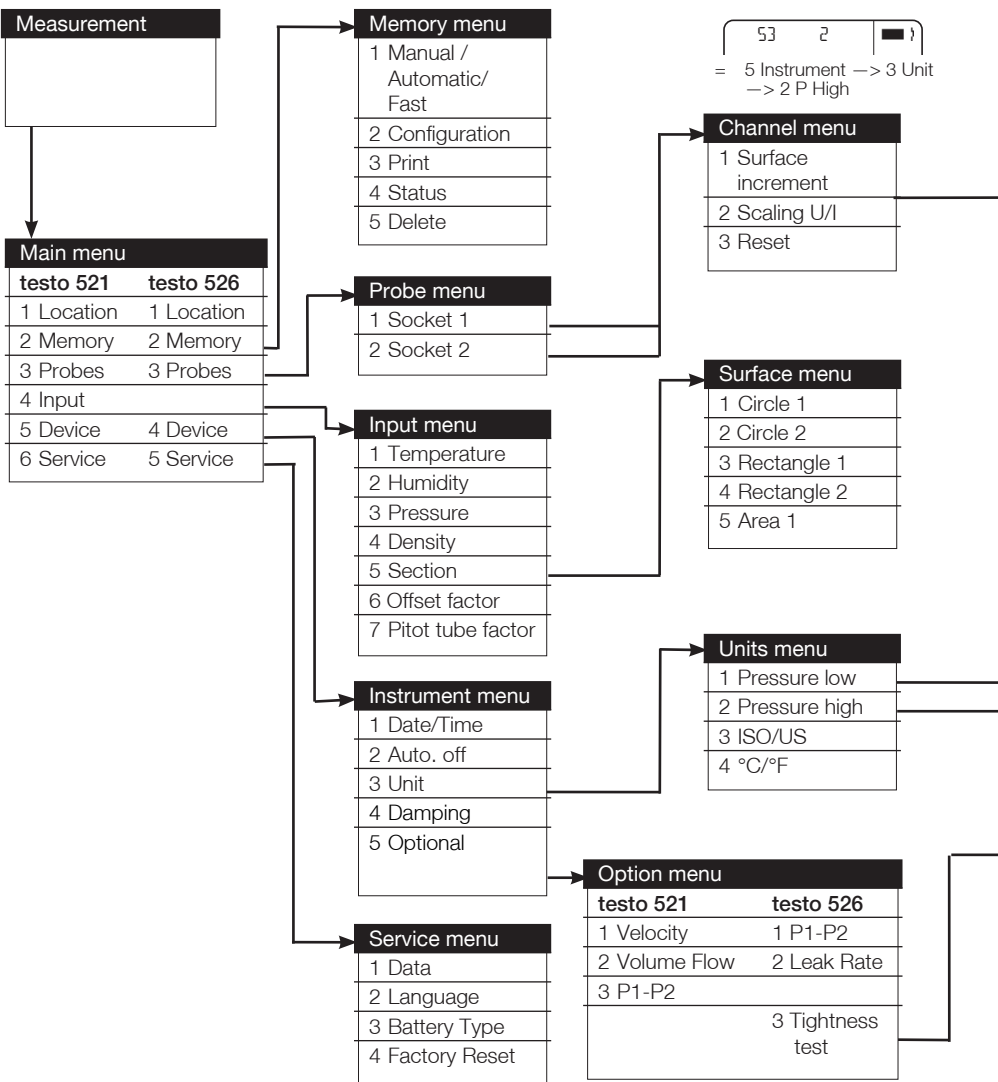 Measurement
Main menu
testo 521 testo 526
1 Location 1 Location
2 Memory 2 Memory
3 Probes 3 Probes
4 Input
5 Device 4 Device
6 Service 5 Service
Memory menu
1 Manual /
Automatic/
Fast
2 Configuration
3 Print
4 Status
5 Delete
Probe menu
1 Socket 1
2 Socket 2
Input menu
1 Temperature
2 Humidity
3 Pressure
4 Density
5 Section
6 Offset factor
7 Pitot tube factor
Instrument menu
1 Date/Time
2 Auto. off
3 Unit
4 Damping
5 Optional
Service menu
1 Data
2 Language
3 Battery Type
4 Factory Reset
53 2
= 5 Instrument —> 3 Unit
—> 2 P High
Channel menu
1 Surface
increment
2 Scaling U/I
3 Reset
Surface menu
1 Circle 1
2 Circle 2
3 Rectangle 1
4 Rectangle 2
5 Area 1
Units menu
1 Pressure low
2 Pressure high
3 ISO/US
4 °C/°F
Option menu
testo 521 testo 526
1 Velocity 1 P1-P2
2 Volume Flow 2 Leak Rate
3 P1-P2
3 Tightness
test